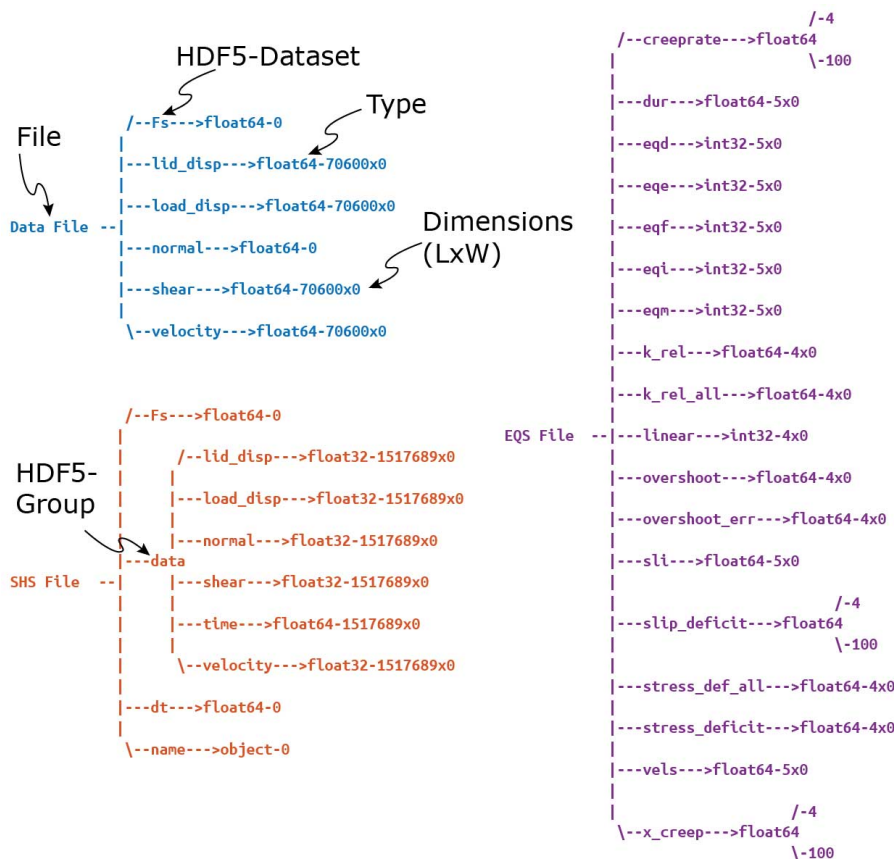 HDF5-Dataset
Type
File
Dimensions
(LxW)
/--Fs--->float64-0
|
|---lid_disp--->float64-70600x0
|
|---load_disp--->float64-70600x0
Data File --|
|---normal--->float64-0
|
|---shear--->float64-70600x0
|
\--velocity--->float64-70600x0
HDF5-
Group
/--Fs--->float64-0
|
| /--lid_disp--->float32-1517689x0
| |
| |---load_disp--->float32-1517689x0
| |
| |---normal--->float32-1517689x0
|---data
SHS File --| |---shear--->float32-1517689x0
| |
| |---time--->float64-1517689x0
| |
| \--velocity--->float32-1517689x0
|
|---dt--->float64-0
|
\--name--->object-0
/-4
/--creeprate--->float64
| \-100
|
|---dur--->float64-5x0
|
|---eqd--->int32-5x0
|
|---eqe--->int32-5x0
|
|---eqf--->int32-5x0
|
|---eqi--->int32-5x0
|
|---eqm--->int32-5x0
|
|---k_rel--->float64-4x0
|
|---k_rel_all--->float64-4x0
|
EQS File --|---linear--->int32-4x0
|
|---overshoot--->float64-4x0
|
|---overshoot_err--->float64-4x0
|
|---sli--->float64-5x0
|
| /-4
|---slip_deficit--->float64
| \-100
|
|---stress_def_all--->float64-4x0
|
|---stress_deficit--->float64-4x0
|
|---vels--->float64-5x0
|
| /-4
\--x_creep--->float64
\-100